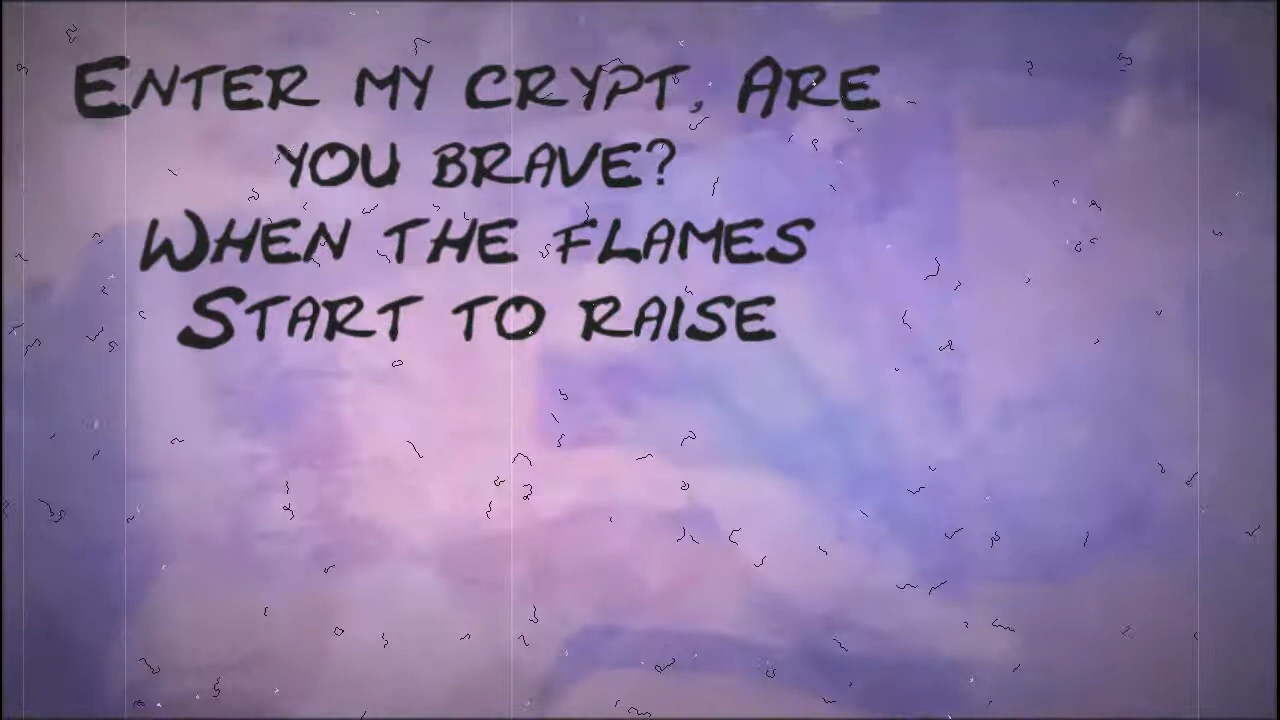 Enter my crypt, Are
you brave?
When the flames
Start to raise